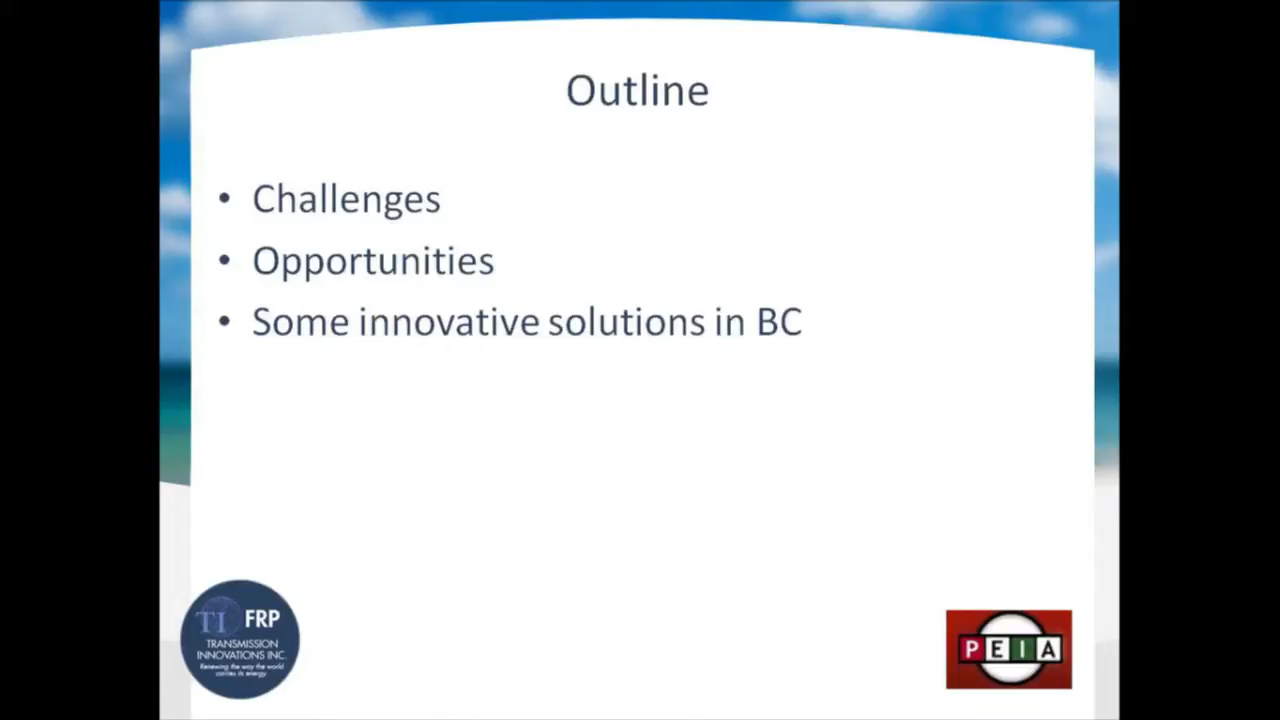 Outline
• Challenges
• Opportunities
• Some innovative solutions in BC
TI FRP
TRANSMISSION
INNOVATIONS INC.
Renewing the way the world
carries its energy
PEIA